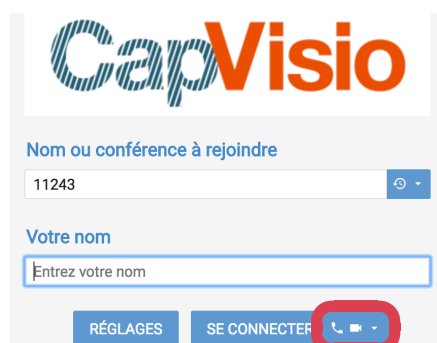 CapVisio
Nom ou conférence à rejoindre
11243
Votre nom
Entrez votre nom
RÉGLAGES
SE CONNECTER